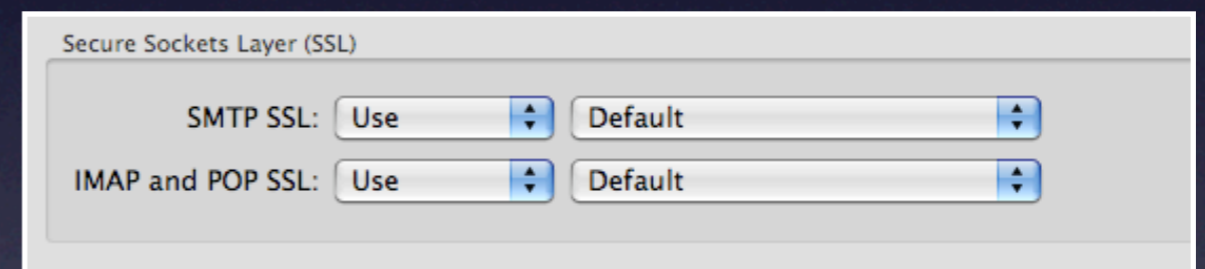 Secure Sockets Layer (SSL)
SMTP SSL: Use Default
IMAP and POP SSL: Use Default